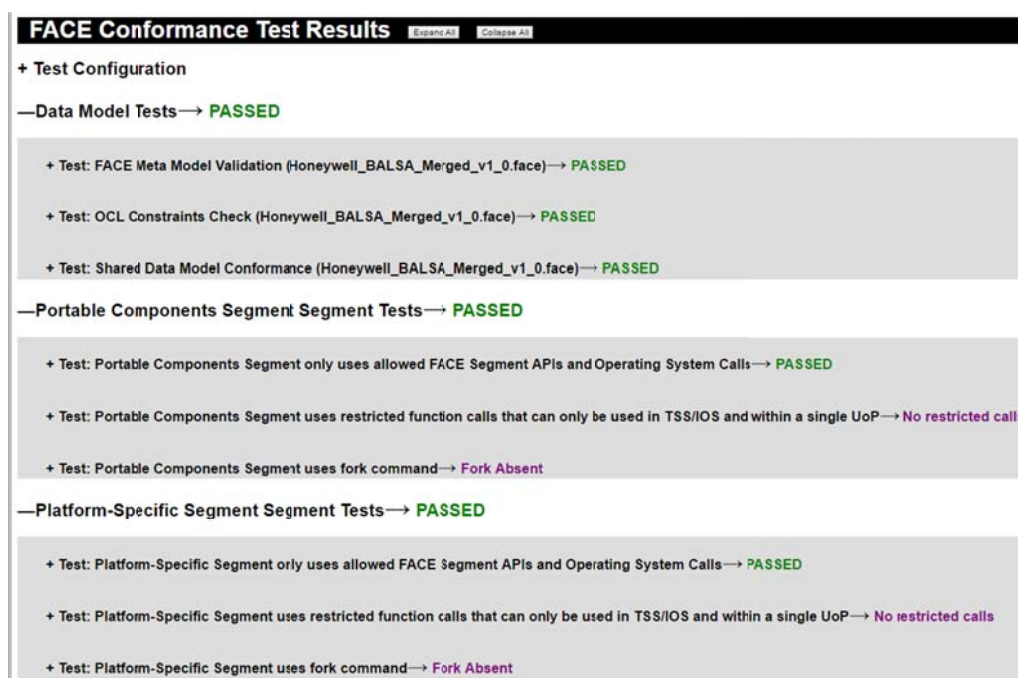 FACE Conformance Test Results Expand All Collapse All
+ Test Configuration
—Data Model Tests→ PASSED
+ Test: FACE Meta Model Validation (Honeywell_BALSA_Merged_v1_0.face)→ PASSED
+ Test: OCL Constraints Check (Honeywell_BALSA_Merged_v1_0.face)→ PASSED
+ Test: Shared Data Model Conformance (Honeywell_BALSA_Merged_v1_0.face)→ PASSED
—Portable Components Segment Segment Tests→ PASSED
+ Test: Portable Components Segment only uses allowed FACE Segment APIs and Operating System Calls→ PASSED
+ Test: Portable Components Segment uses restricted function calls that can only be used in TSS/IOS and within a single UoP→ No restricted call
+ Test: Portable Components Segment uses fork command→ Fork Absent
—Platform-Specific Segment Segment Tests→ PASSED
+ Test: Platform-Specific Segment only uses allowed FACE Segment APIs and Operating System Calls→ PASSED
+ Test: Platform-Specific Segment uses restricted function calls that can only be used in TSS/IOS and within a single UoP→ No restricted calls
+ Test: Platform-Specific Segment uses fork command→ Fork Absent